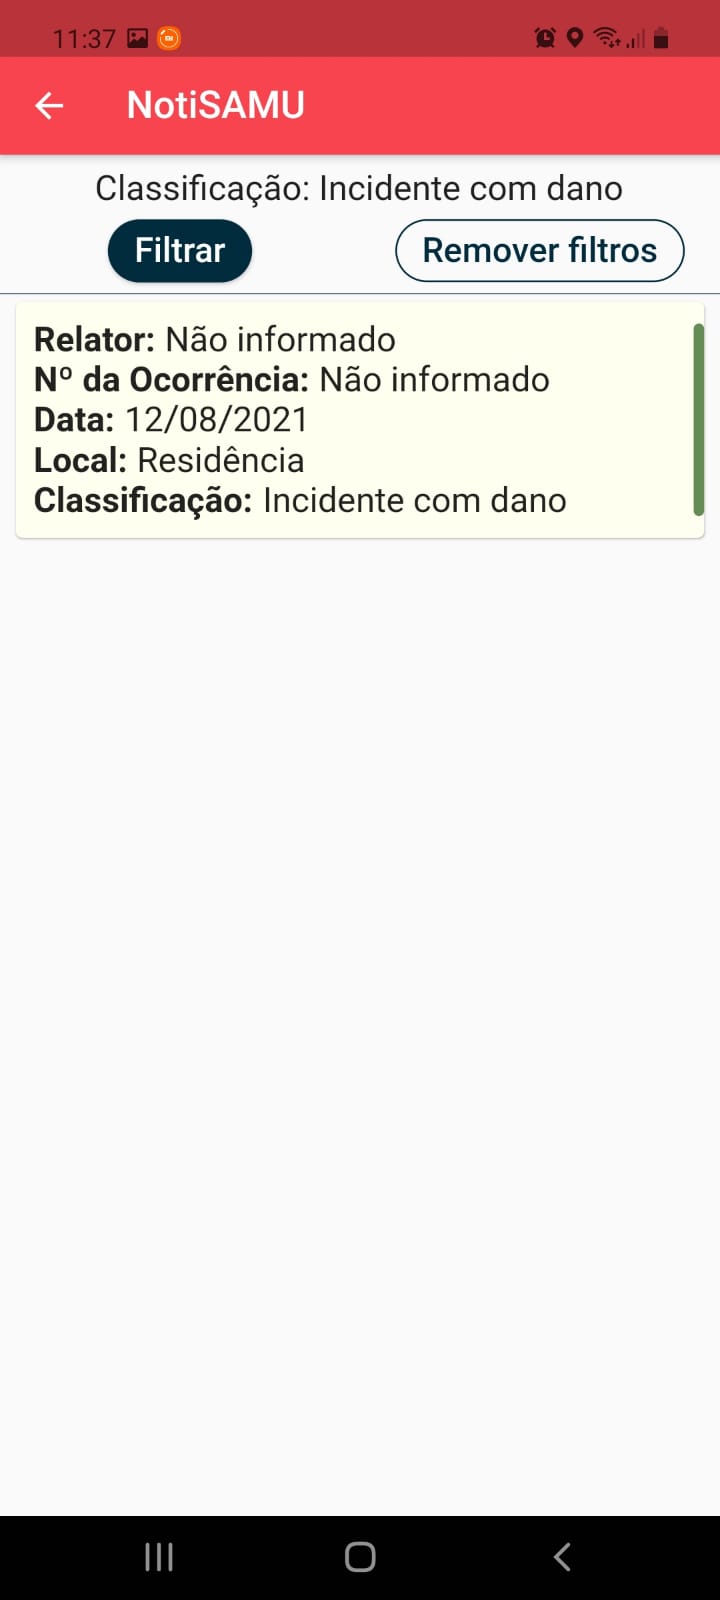 11:37
NotiSAMU
Classificação: Incidente com dano
Filtrar
Remover filtros
Relator: Não informado
Nº da Ocorrência: Não informado
Data: 12/08/2021
Local: Residência
Classificação: Incidente com dano